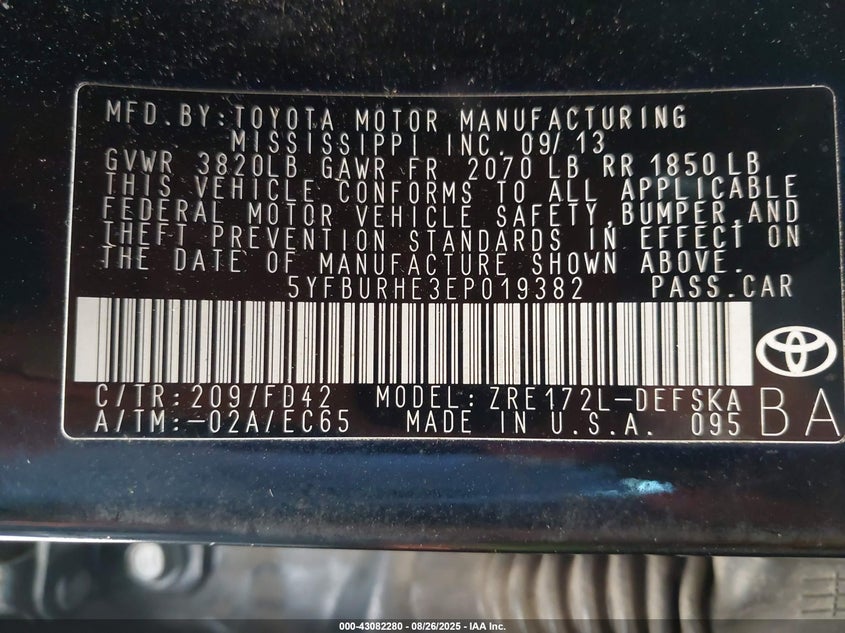 MFD.BY:TOYOTA MOTOR MANUFACTURING
MISSISSIPPI INC. 09/13
GVWR 3820LB GAWR FR 2070 LB RR 1850LB
THIS VEHICLE CONFORMS TO ALL APPLICABLE
FEDERAL MOTOR VEHICLE SAFETY,BUMPER,AND
THEFT PREVENTION STANDARDS IN EFFECT ON
THE DATE OF MANUFACTURE SHOWN ABOVE.
5YFBURHE3EP019382 PASS.CAR
C/TR:209/FD42 MODEL:ZRE172L-DEFSKA
A/TM:-02A/EC65 MADE IN U.S.A. 095 BA
000-43082280 - 08/26/2025 - IAA Inc.